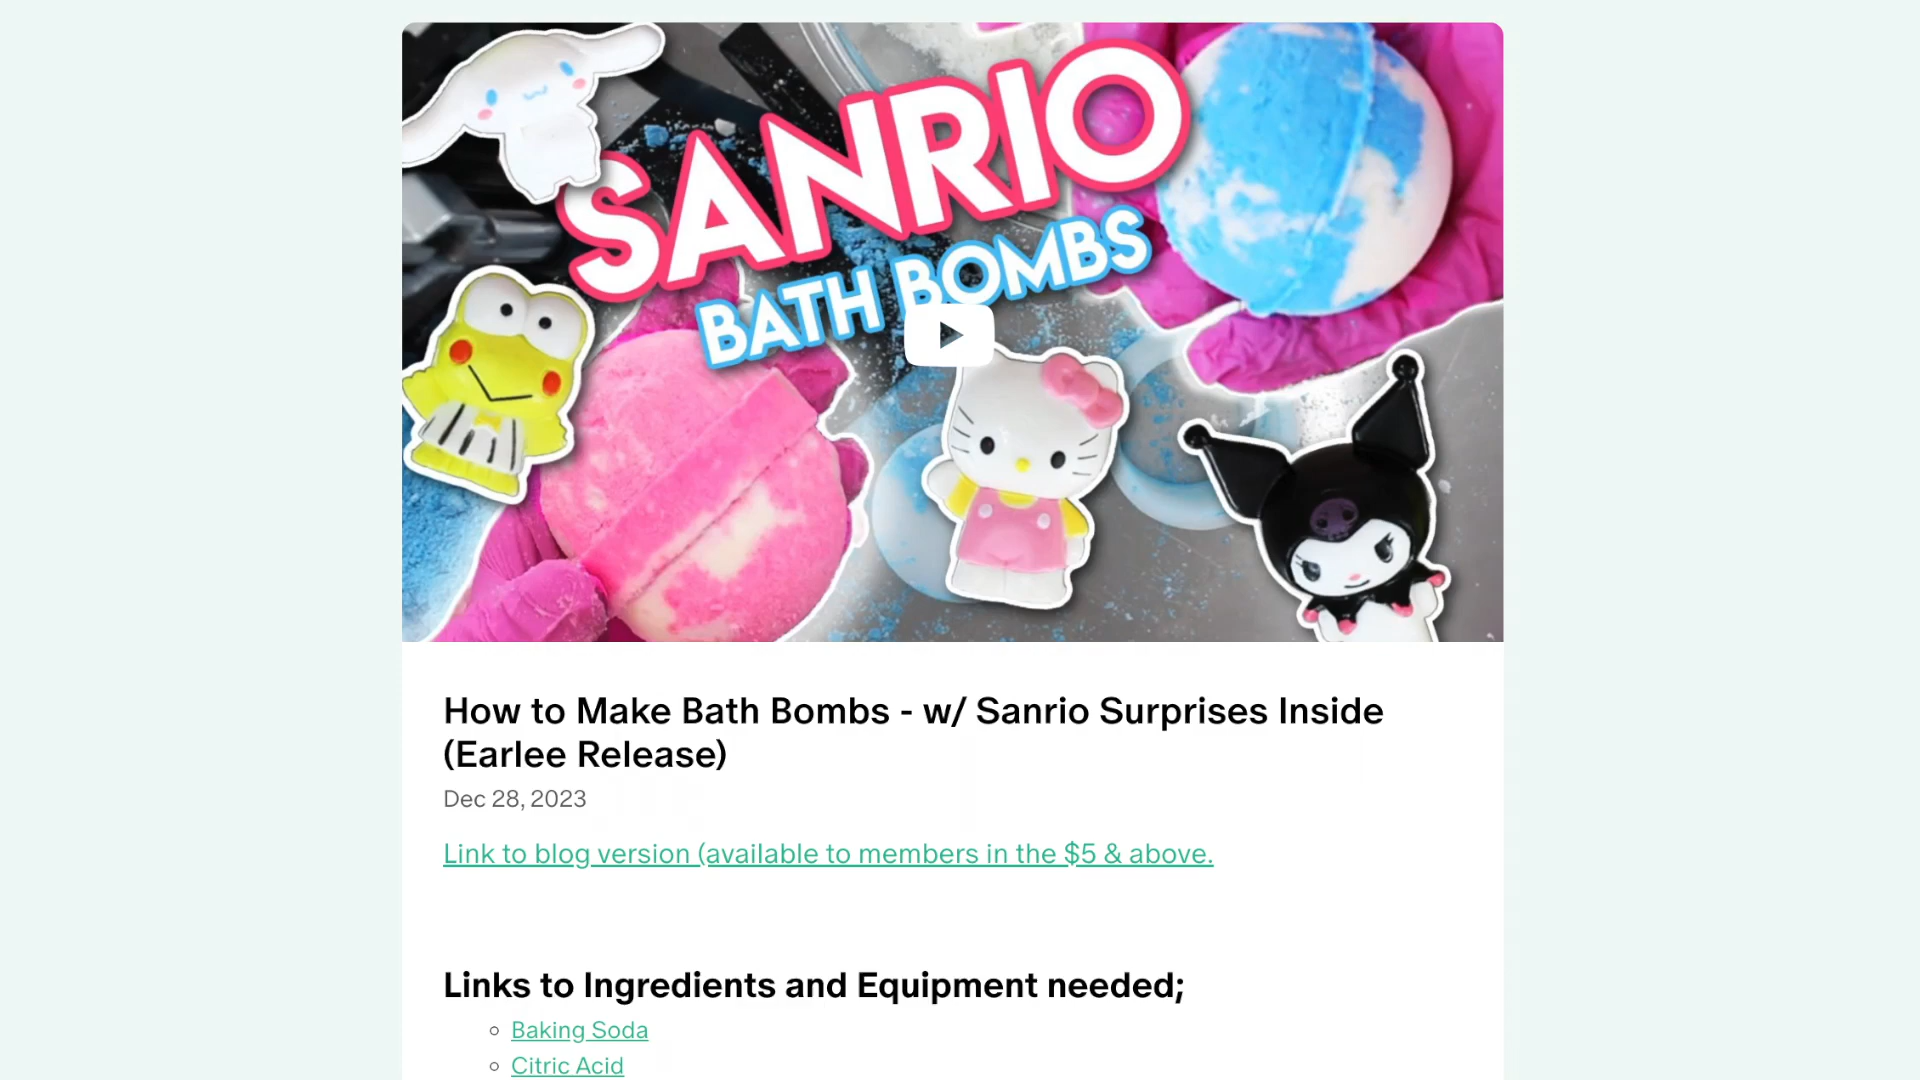 SANRIO
BATH BOMBS
How to Make Bath Bombs - w/ Sanrio Surprises Inside
(Earlee Release)
Dec 28, 2023
Link to blog version (available to members in the $5 & above.
Links to Ingredients and Equipment needed;
Baking Soda
Citric Acid